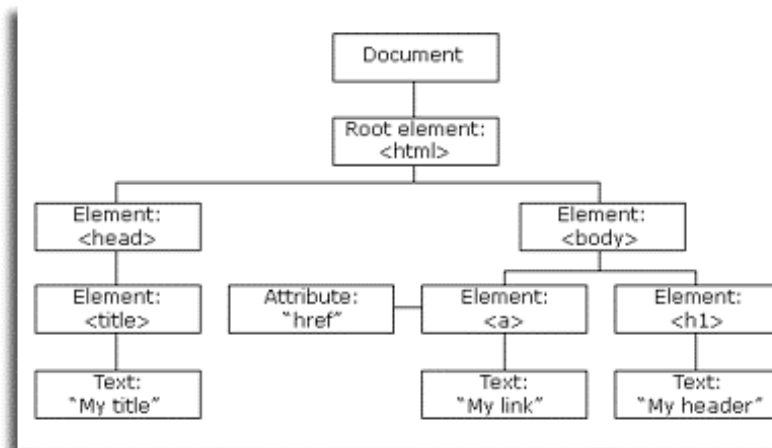 Document
Root element:
<html>
Element:
<head>
Element:
<body>
Element:
<title>
Attribute:
“href”
Element:
<a>
Element:
<h1>
Text:
“My title”
Text:
“My link”
Text:
“My header”